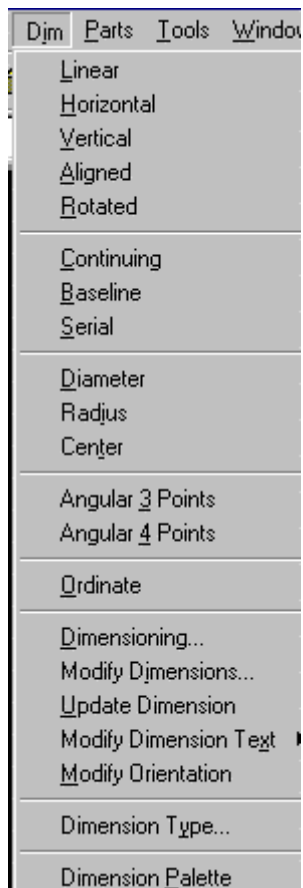 Dim Parts Tools Window
Linear
Horizontal
Vertical
Aligned
Rotated
Continuing
Baseline
Serial
Diameter
Radius
Center
Angular 3 Points
Angular 4 Points
Ordinate
Dimensioning...
Modify Dimensions...
Update Dimension
Modify Dimension Text
Modify Orientation
Dimension Type...
Dimension Palette